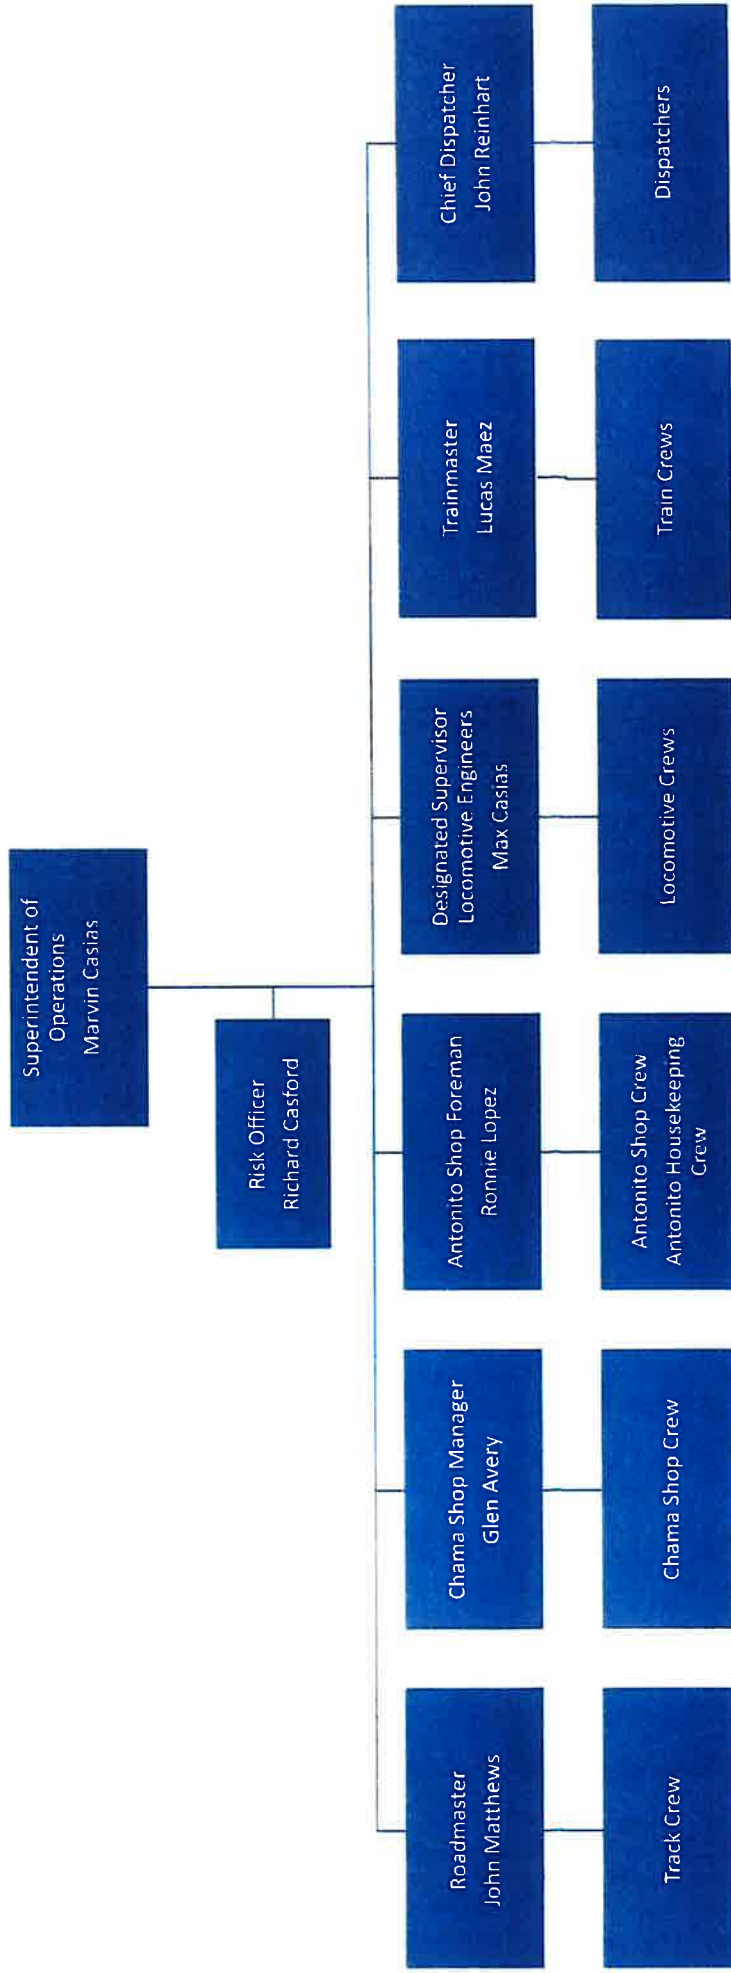 Superintendent of
Operations
Marvin Casias
Risk Officer
Richard Casford
Roadmaster
John Matthews
Chama Shop Manager
Glen Avery
Antonito Shop Foreman
Ronnie Lopez
Designated Supervisor
Locomotive Engineers
Max Casias
Trainmaster
Lucas Maez
Chief Dispatcher
John Reinhart
Track Crew
Chama Shop Crew
Antonito Shop Crew
Antonito Housekeeping
Crew
Locomotive Crews
Train Crews
Dispatchers